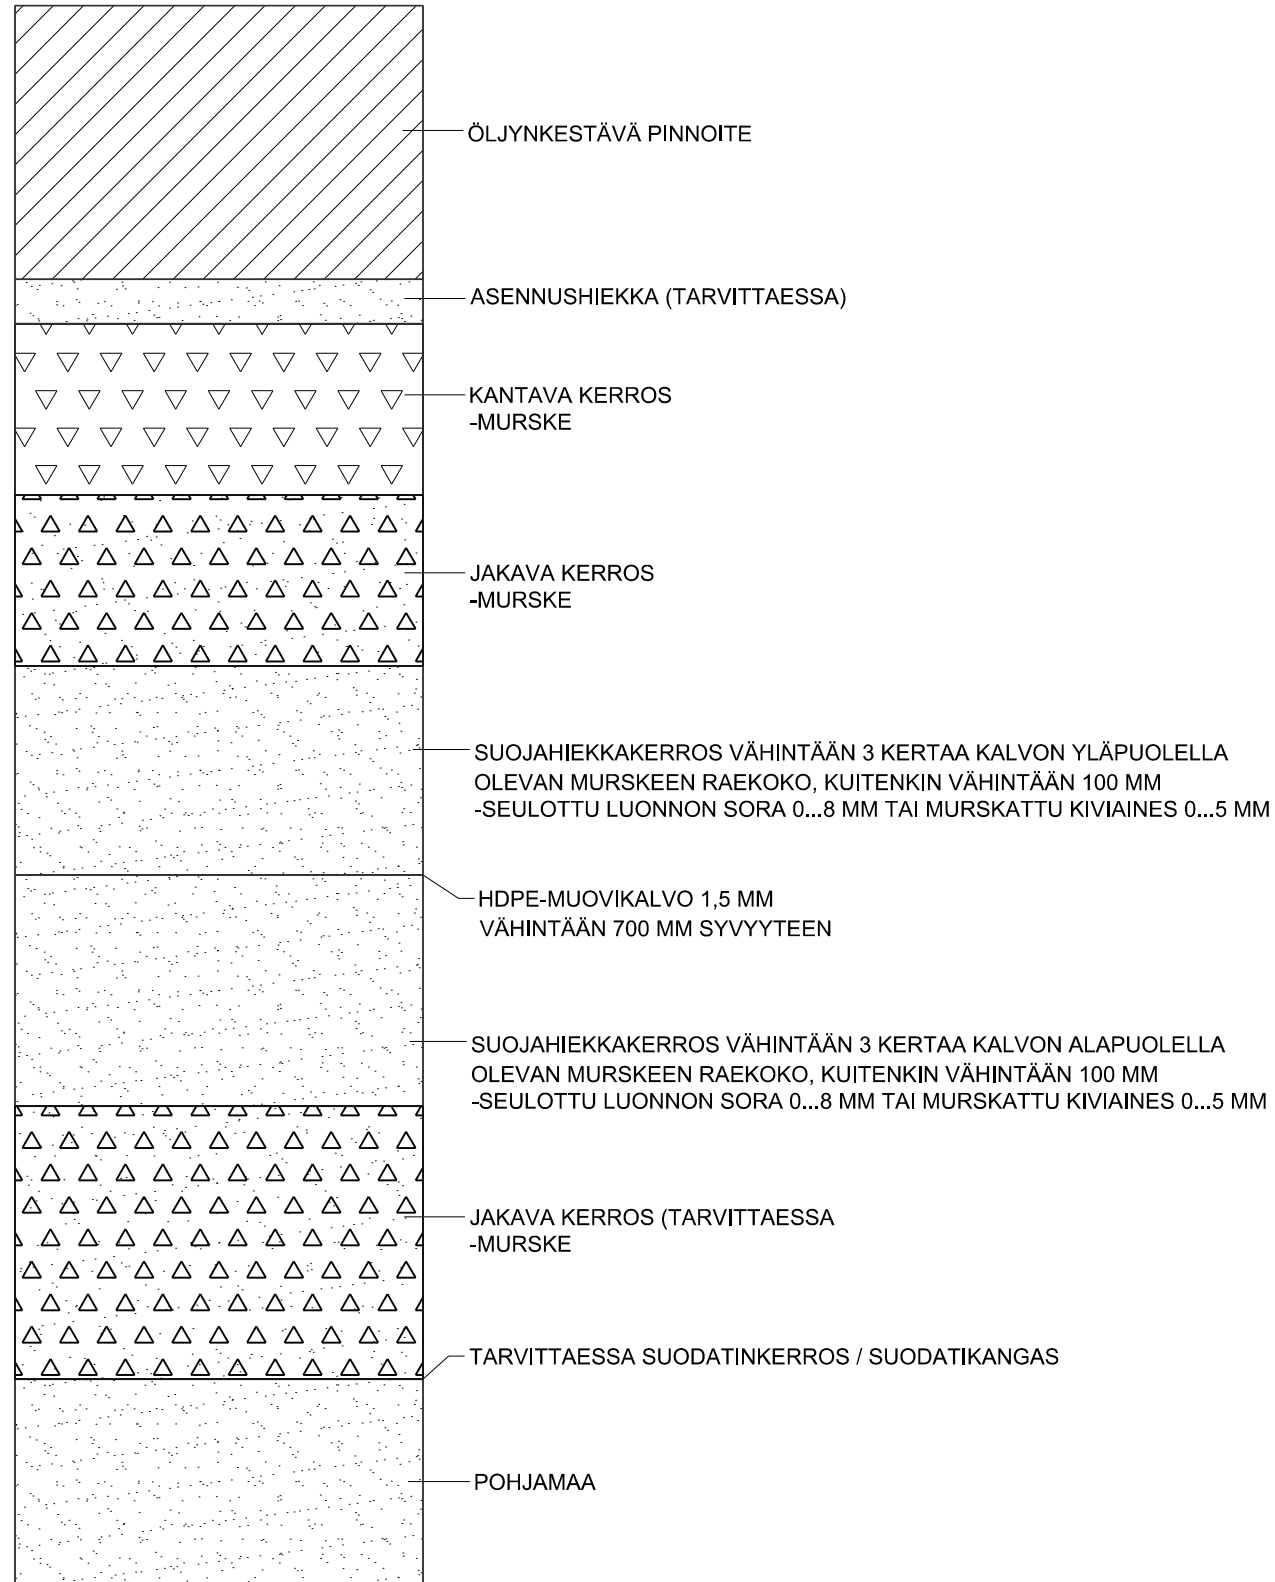 ÖLJYNKESTÄVÄ PINNOITE
ASENNUSHIEKKA (TARVITTAESSA)
KANTAVA KERROS
-MURSKE
JAKAVA KERROS
-MURSKE
SUOJAHIEKKAKERROS VÄHINTÄÄN 3 KERTAA KALVON YLÄPUOLELLA
OLEVAN MURSKEEN RAEKOKO, KUITENKIN VÄHINTÄÄN 100 MM
-SEULOTTU LUONNON SORA 0...8 MM TAI MURSKATTU KIVIAINES 0...5 MM
HDPE-MUOVIKALVO 1,5 MM
VÄHINTÄÄN 700 MM SYVYYTEEN
SUOJAHIEKKAKERROS VÄHINTÄÄN 3 KERTAA KALVON ALAPUOLELLA
OLEVAN MURSKEEN RAEKOKO, KUITENKIN VÄHINTÄÄN 100 MM
-SEULOTTU LUONNON SORA 0...8 MM TAI MURSKATTU KIVIAINES 0...5 MM
JAKAVA KERROS (TARVITTAESSA
-MURSKE
TARVITTAESSA SUODATINKERROS / SUODATIKANGAS
POHJAMAA